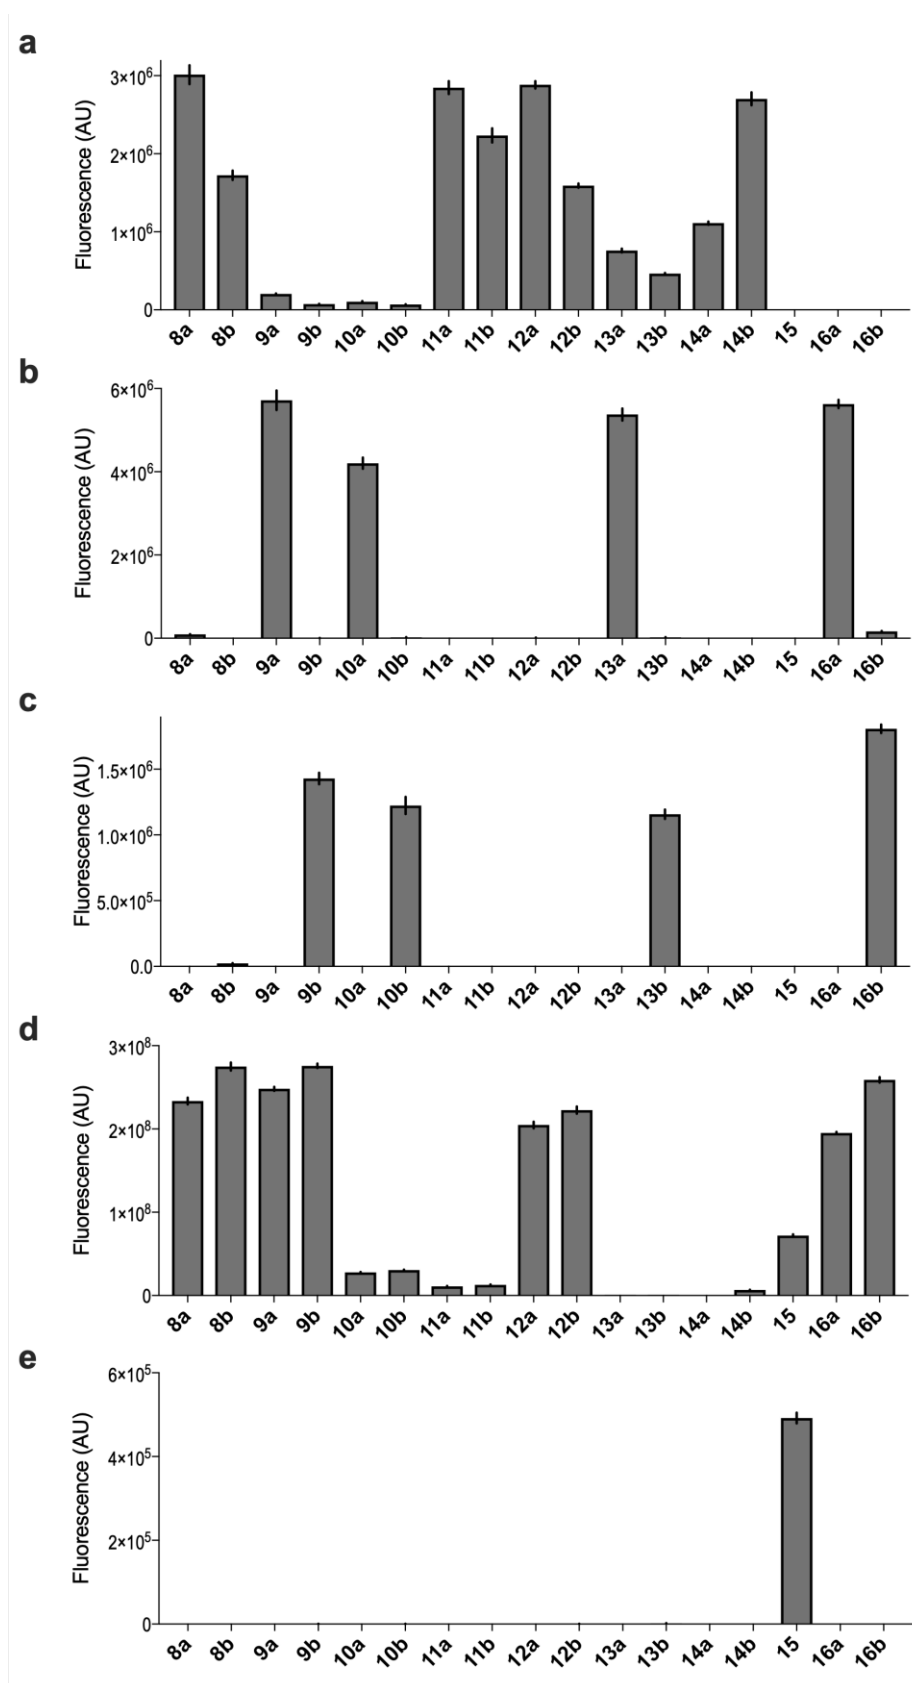 a
Fluorescence (AU)
3×10⁶
2×10⁶
1×10⁶
0
8a 8b 9a 9b 10a 10b 11a 11b 12a 12b 13a 13b 14a 14b 15 16a 16b
b
Fluorescence (AU)
6×10⁶
4×10⁶
2×10⁶
0
8a 8b 9a 9b 10a 10b 11a 11b 12a 12b 13a 13b 14a 14b 15 16a 16b
c
Fluorescence (AU)
1.5×10⁶
1.0×10⁶
5.0×10⁵
0.0
8a 8b 9a 9b 10a 10b 11a 11b 12a 12b 13a 13b 14a 14b 15 16a 16b
d
Fluorescence (AU)
3×10⁸
2×10⁸
1×10⁸
0
8a 8b 9a 9b 10a 10b 11a 11b 12a 12b 13a 13b 14a 14b 15 16a 16b
e
Fluorescence (AU)
6×10⁵
4×10⁵
2×10⁵
0
8a 8b 9a 9b 10a 10b 11a 11b 12a 12b 13a 13b 14a 14b 15 16a 16b